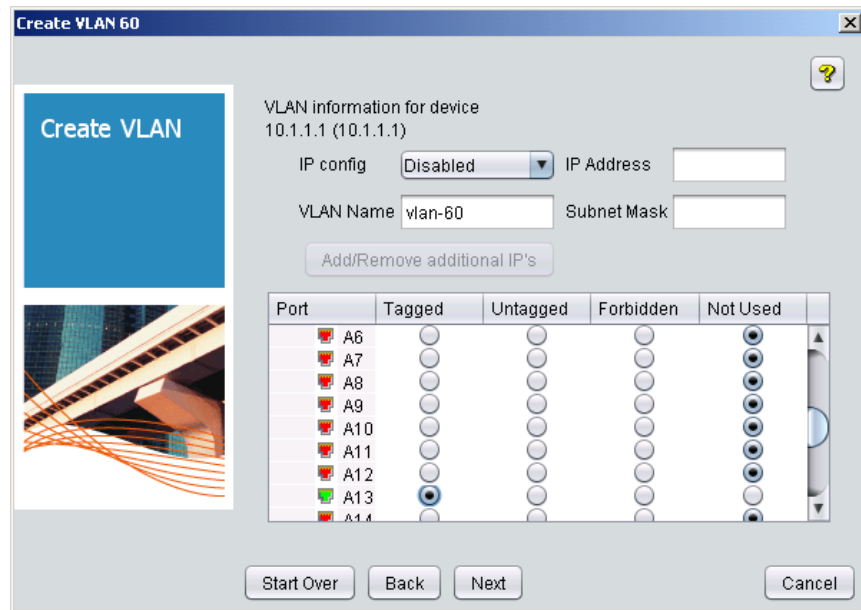 Create VLAN 60
Create VLAN
VLAN information for device
10.1.1.1 (10.1.1.1)
IP config Disabled IP Address
VLAN Name vlan-60 Subnet Mask
Add/Remove additional IP's
Port Tagged Untagged Forbidden Not Used
A6
A7
A8
A9
A10
A11
A12
A13
A14
Start Over Back Next Cancel